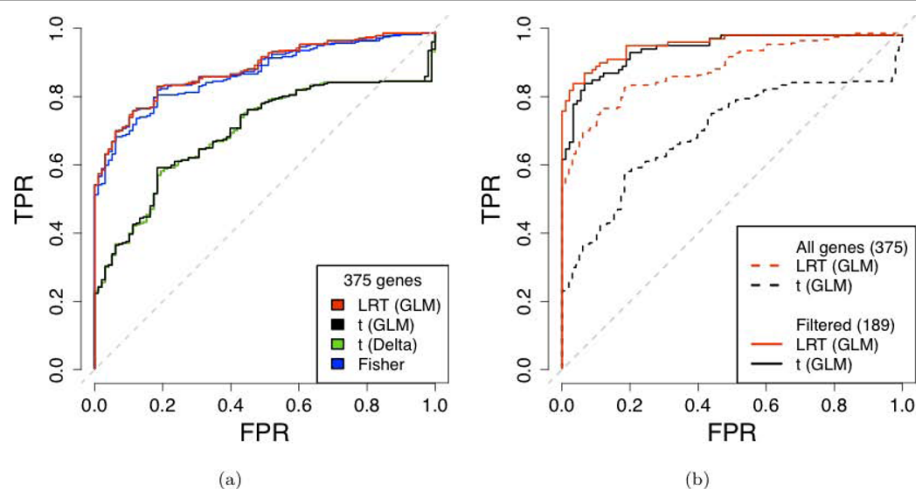 TPR
1.0
0.8
0.6
0.4
0.2
0.0
375 genes
LRT (GLM)
t (GLM)
t (Delta)
Fisher
0.0 0.2 0.4 0.6 0.8 1.0
FPR
(a)
TPR
1.0
0.8
0.6
0.4
0.2
0.0
All genes (375)
LRT (GLM)
t (GLM)
Filtered (189)
LRT (GLM)
t (GLM)
0.0 0.2 0.4 0.6 0.8 1.0
FPR
(b)